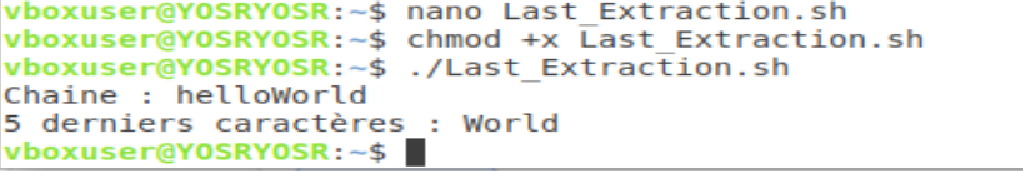 vboxuser@YOSRYOSR:~$ nano Last_Extraction.sh
vboxuser@YOSRYOSR:~$ chmod +x Last_Extraction.sh
vboxuser@YOSRYOSR:~$ ./Last_Extraction.sh
Chaine : helloWorld
5 derniers caractères : World
vboxuser@YOSRYOSR:~$